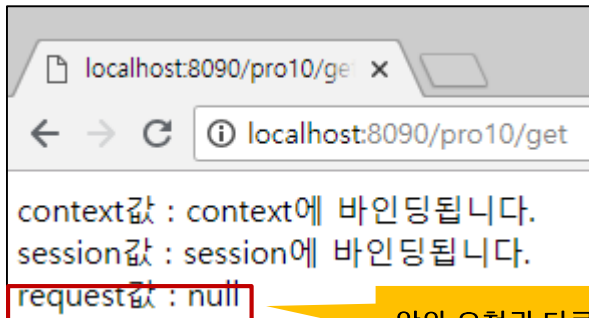 localhost:8090/pro10/ge
localhost:8090/pro10/get
context값 : context에 바인딩됩니다.
session값 : session에 바인딩됩니다.
request값 : null